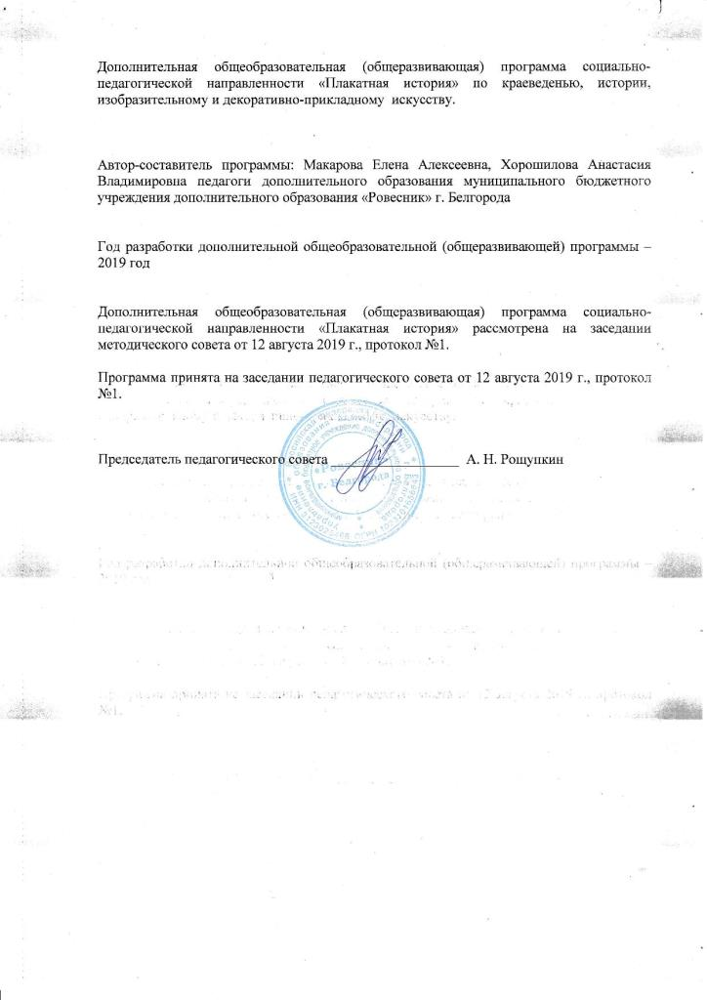 Дополнительная общеобразовательная (общеразвивающая) программа социально-
педагогической направленности «Плакатная история» по краеведенью, истории,
изобразительному и декоративно-прикладному искусству.
Автор-составитель программы: Макарова Елена Алексеевна, Хорошилова Анастасия
Владимировна педагоги дополнительного образования муниципального бюджетного
учреждения дополнительного образования «Ровесник» г. Белгорода
Год разработки дополнительной общеобразовательной (общеразвивающей) программы –
2019 год
Дополнительная общеобразовательная (общеразвивающая) программа социально-
педагогической направленности «Плакатная история» рассмотрена на заседании
методического совета от 12 августа 2019 г., протокол №1.
Программа принята на заседании педагогического совета от 12 августа 2019 г., протокол
№1.
Председатель педагогического совета А. Н. Рощупкин
«Ровесник»
г. Белгорода